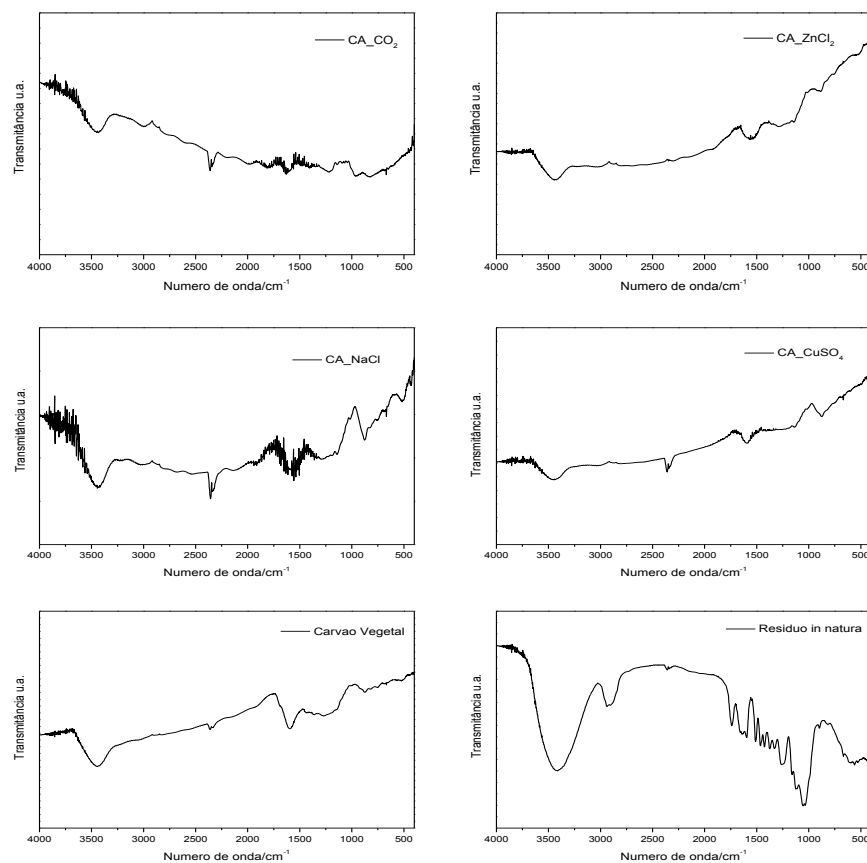 CA_CO₂
Transmitância u.a.
4000 3500 3000 2500 2000 1500 1000 500
Numero de onda/cm⁻¹
CA_ZnCl₂
Transmitância u.a.
4000 3500 3000 2500 2000 1500 1000 500
Numero de onda/cm⁻¹
CA_NaCl
Transmitância u.a.
4000 3500 3000 2500 2000 1500 1000 500
Numero de onda/cm⁻¹
CA_CuSO₄
Transmitância u.a.
4000 3500 3000 2500 2000 1500 1000 500
Numero de onda/cm⁻¹
Carvao Vegetal
Transmitância u.a.
4000 3500 3000 2500 2000 1500 1000 500
Numero de onda/cm⁻¹
Residuo in natura
Transmitância u.a.
4000 3500 3000 2500 2000 1500 1000 500
Numero de onda/cm⁻¹